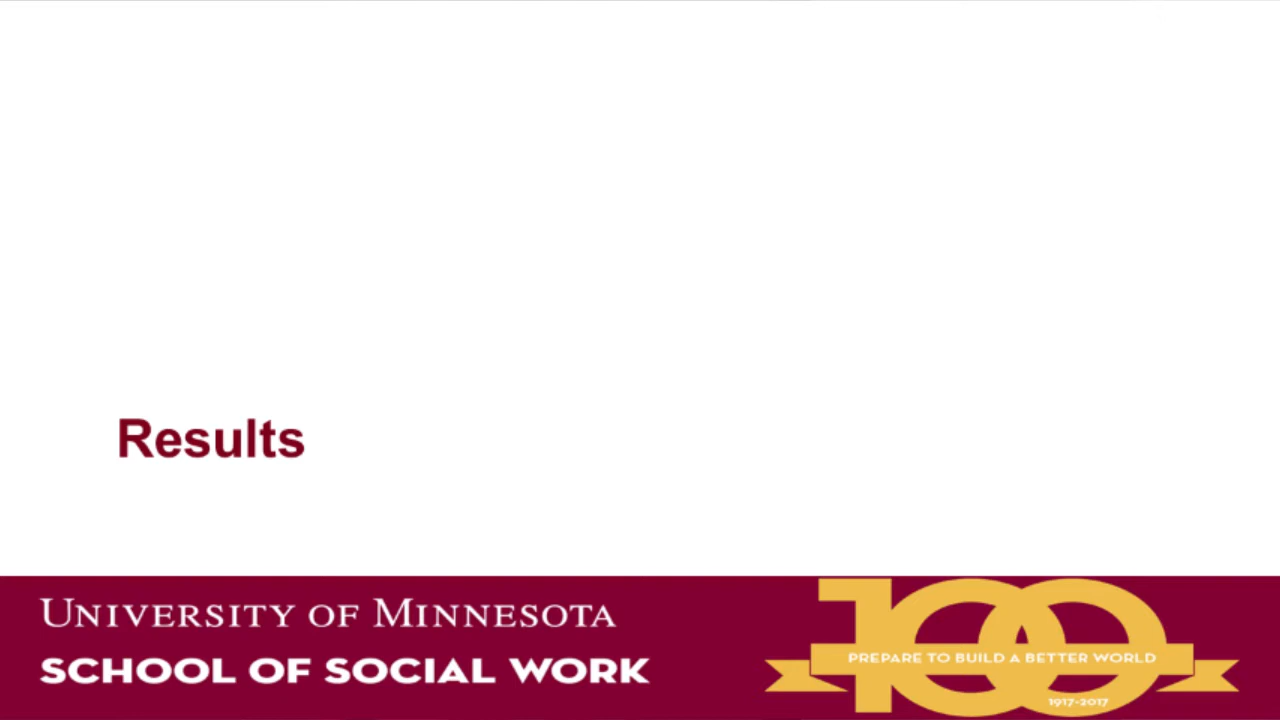 Results
UNIVERSITY OF MINNESOTA
SCHOOL OF SOCIAL WORK
100
PREPARE TO BUILD A BETTER WORLD
1917-2017